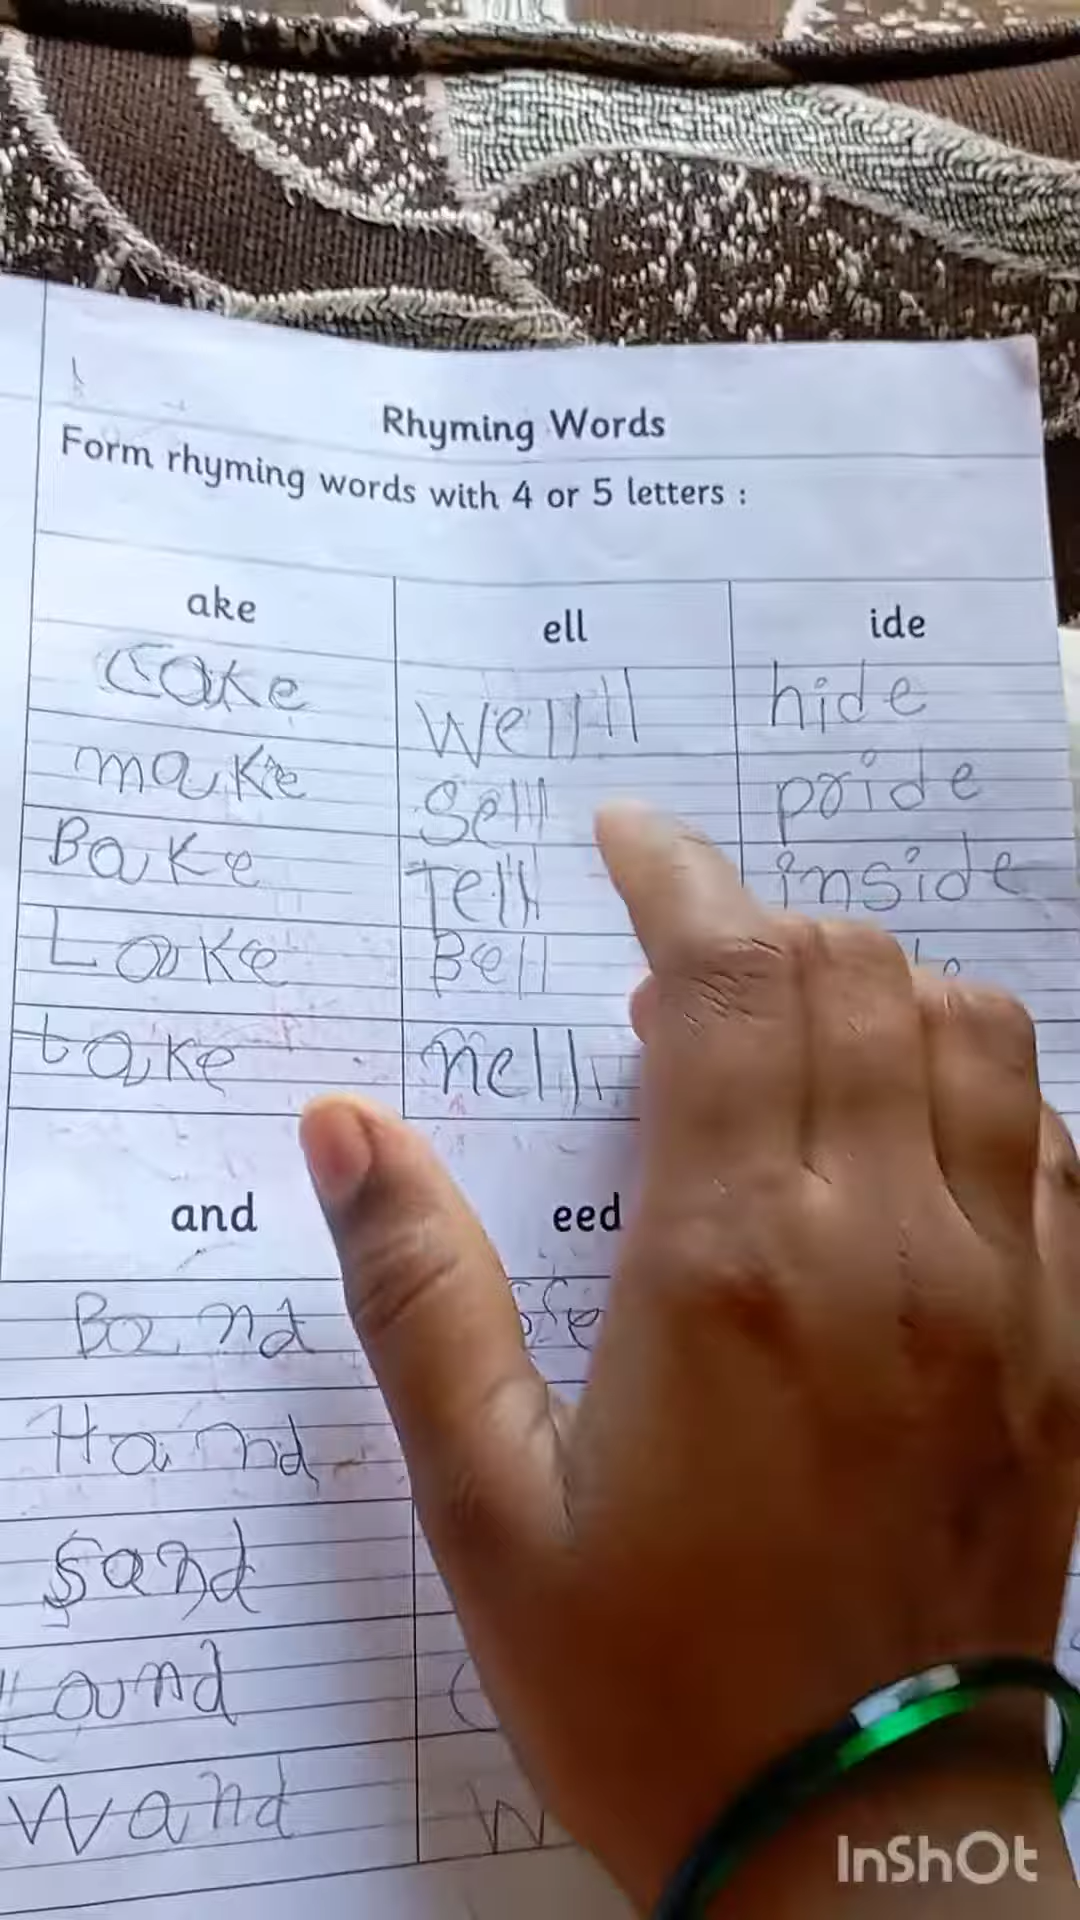 Rhyming Words
Form rhyming words with 4 or 5 letters :
ake ell ide
Cake Well hide
make Sell pride
Bake Tell inside
Lake Bell
take nell
and eed
Band
Hand
Sand
Land
Wand
InShOt